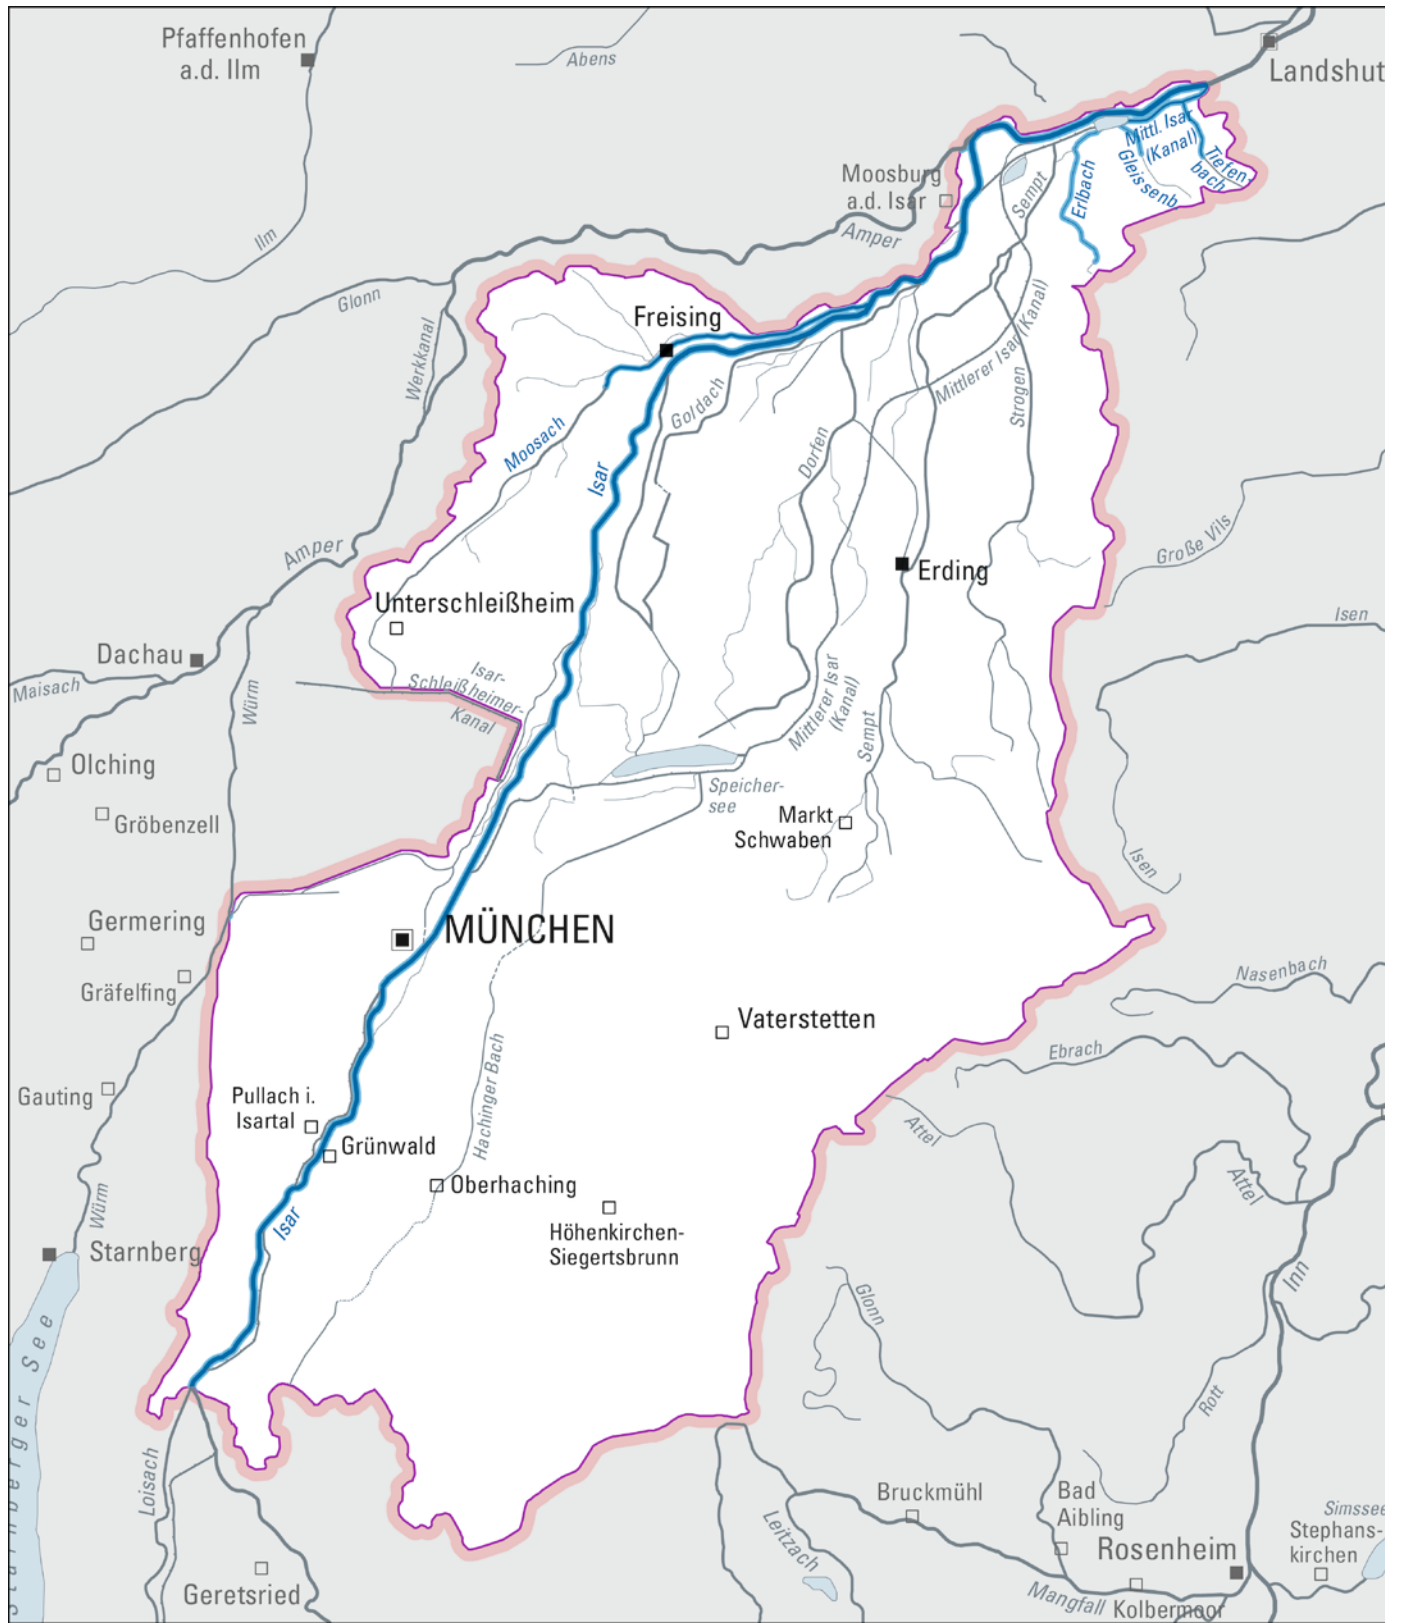 Pfaffenhofen
a.d. Ilm
Abens
Landshut
Mittl. Isar
(Kanal)
Tiefen-
bach
Gleissenb.
Erlbach
Sempt
Moosburg
a.d. Isar
Amper
Ilm
Glonn
Werkkanal
Freising
Mittlerer Isar (Kanal)
Strogen
Goldach
Dorfen
Moosach
Isar
Amper
Große Vils
Erding
Unterschleißheim
Isen
Dachau
Maisach
Würm
Isar-
Schleißheimer-
Kanal
Mittlerer Isar
(Kanal)
Sempt
Olching
Gröbenzell
Speicher-
see
Markt
Schwaben
Isen
Germering
MÜNCHEN
Gräfelfing
Nasenbach
Vaterstetten
Ebrach
Gauting
Pullach i.
Isartal
Hachinger Bach
Attel
Grünwald
Attel
Oberhaching
Würm
Isar
Höhenkirchen-
Siegertsbrunn
Starnberg
Inn
Glonn
Starnberger See
Rott
Loisach
Bruckmühl
Bad
Aibling
Simssee
Stephans-
kirchen
Leitzach
Rosenheim
Geretsried
Mangfall
Kolbermoor